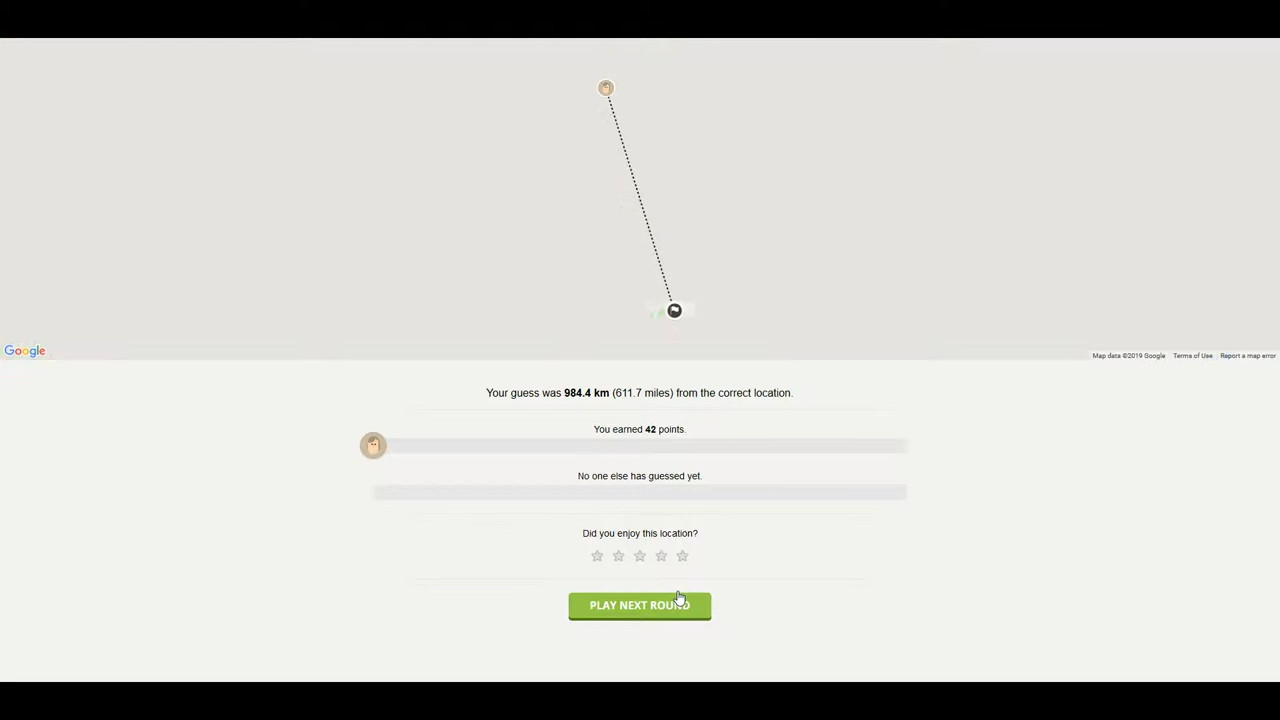 Google
Map data ©2019 Google Terms of Use Report a map error
Your guess was 984.4 km (611.7 miles) from the correct location.
You earned 42 points.
No one else has guessed yet.
Did you enjoy this location?
PLAY NEXT ROUND